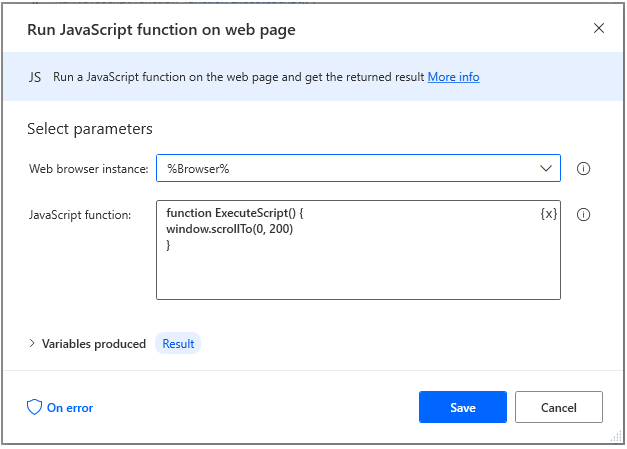 Run JavaScript function on web page
JS Run a JavaScript function on the web page and get the returned result More info
Select parameters
Web browser instance: %Browser%
JavaScript function: function ExecuteScript() { {x}
window.scrollTo(0, 200)
}
Variables produced Result
On error Save Cancel